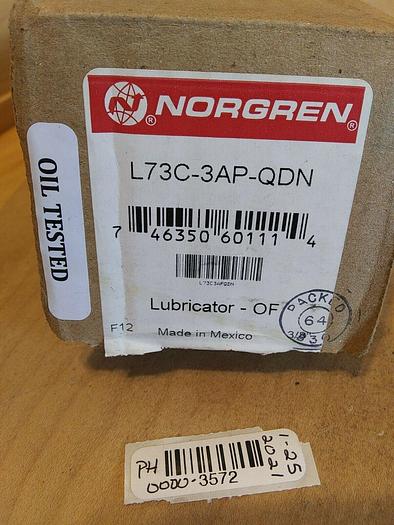 NORGREN
®
®
OIL TESTED
L73C-3AP-QDN
7 46350 60111 4
L73C3APQDN
Lubricator - OF
PACKED
64
F12
Made in Mexico
PH
0000-3572
1-25
2021